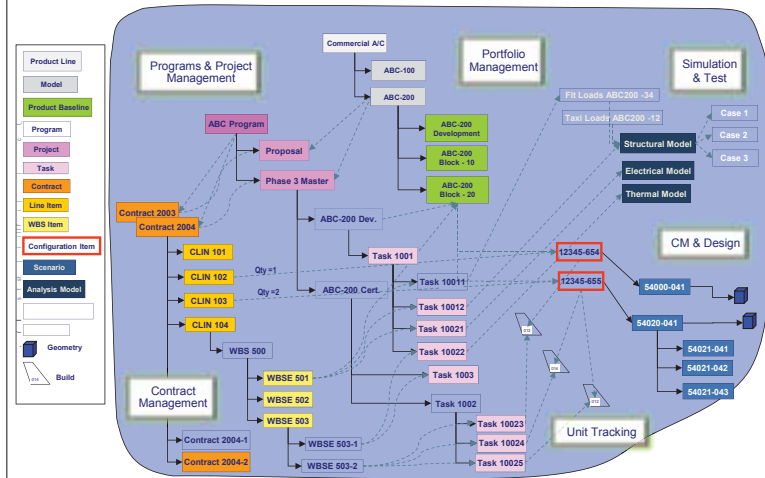 Product Line
Model
Product Baseline
Program
Project
Task
Contract
Line Item
WBS Item
Configuration Item
Scenario
Analysis Model
Geometry
Build
014
Programs & Project
Management
Commercial A/C
ABC-100
ABC-200
Portfolio
Management
Simulation
& Test
ABC Program
Proposal
Phase 3 Master
ABC-200
Development
ABC-200
Block - 10
ABC-200
Block - 20
Flt Loads ABC200 -34
Taxi Loads ABC200 -12
Case 1
Case 2
Case 3
Structural Model
Electrical Model
Thermal Model
Contract 2003
Contract 2004
ABC-200 Dev.
CLIN 101
CLIN 102
CLIN 103
CLIN 104
Qty =1
Qty =2
Task 1001
ABC-200 Cert.
Task 10011
Task 10012
Task 10021
Task 10022
Task 1003
Task 1002
Task 10023
Task 10024
Task 10025
12345-654
12345-655
CM & Design
54000-041
54020-041
54021-041
54021-042
54021-043
WBS 500
WBSE 501
WBSE 502
WBSE 503
WBSE 503-1
WBSE 503-2
Contract
Management
Contract 2004-1
Contract 2004-2
Unit Tracking